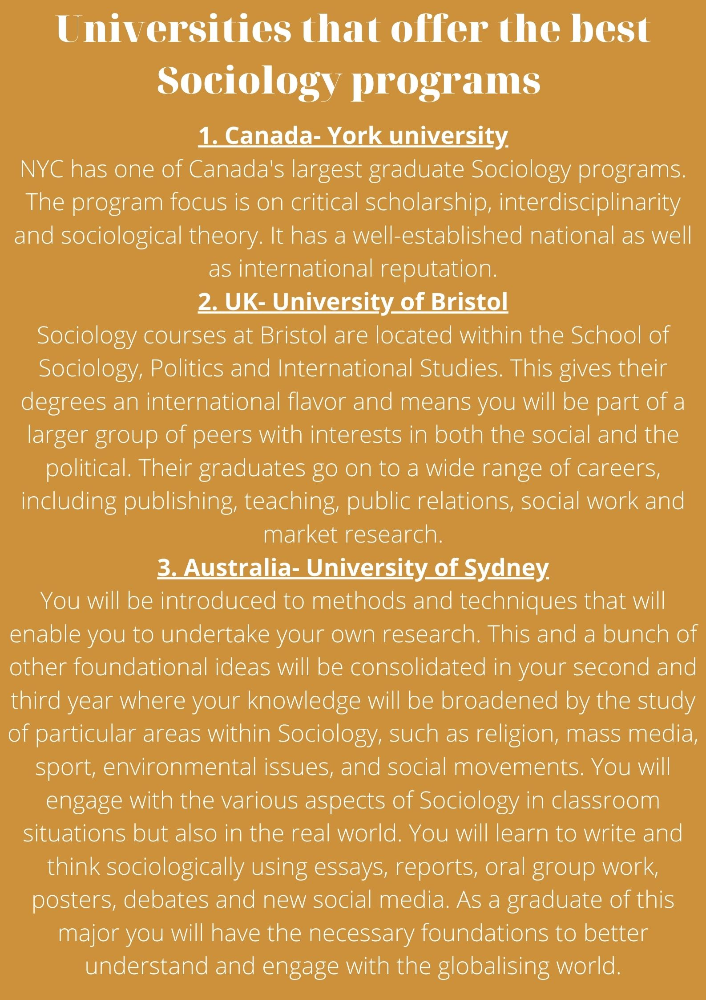 Universities that offer the best
Sociology programs
1. Canada- York university
NYC has one of Canada's largest graduate Sociology programs.
The program focus is on critical scholarship, interdisciplinarity
and sociological theory. It has a well-established national as well
as international reputation.
2. UK- University of Bristol
Sociology courses at Bristol are located within the School of
Sociology, Politics and International Studies. This gives their
degrees an international flavor and means you will be part of a
larger group of peers with interests in both the social and the
political. Their graduates go on to a wide range of careers,
including publishing, teaching, public relations, social work and
market research.
3. Australia- University of Sydney
You will be introduced to methods and techniques that will
enable you to undertake your own research. This and a bunch of
other foundational ideas will be consolidated in your second and
third year where your knowledge will be broadened by the study
of particular areas within Sociology, such as religion, mass media,
sport, environmental issues, and social movements. You will
engage with the various aspects of Sociology in classroom
situations but also in the real world. You will learn to write and
think sociologically using essays, reports, oral group work,
posters, debates and new social media. As a graduate of this
major you will have the necessary foundations to better
understand and engage with the globalising world.